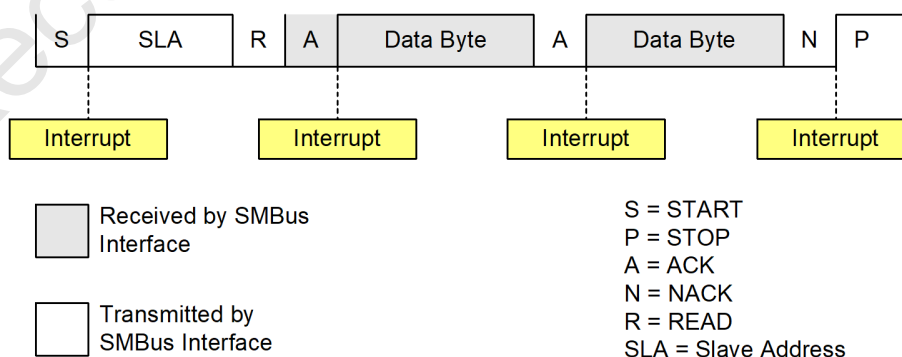 S SLA R A Data Byte A Data Byte N P
Interrupt Interrupt Interrupt Interrupt
Received by SMBus
Interface
Transmitted by
SMBus Interface
S = START
P = STOP
A = ACK
N = NACK
R = READ
SLA = Slave Address